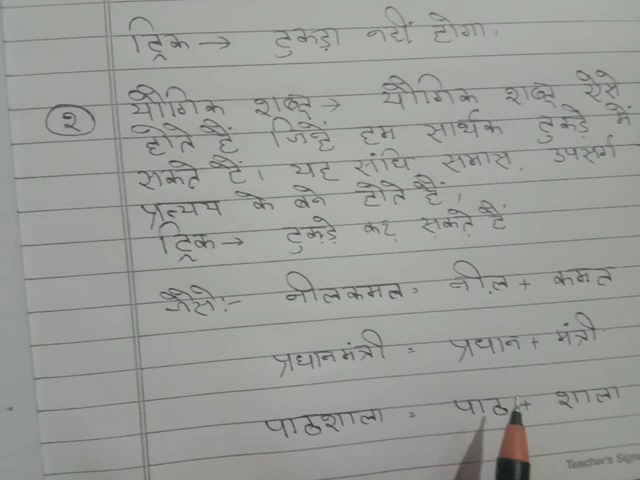 ट्रिक → टुकड़ा नहीं होगा.
२ यौगिक शब्द → यौगिक शब्द ऐसे
होते हैं जिन्हें हम सार्थक टुकड़े में
सकते हैं। यह संधि समास, उपसर्ग
प्रत्यय के बने होते हैं।
ट्रिक → टुकड़े कर सकते हैं
जैसे:- नीलकमल = नील + कमल
प्रधानमंत्री = प्रधान + मंत्री
पाठशाला = पाठ + शाला
Teacher's Sign